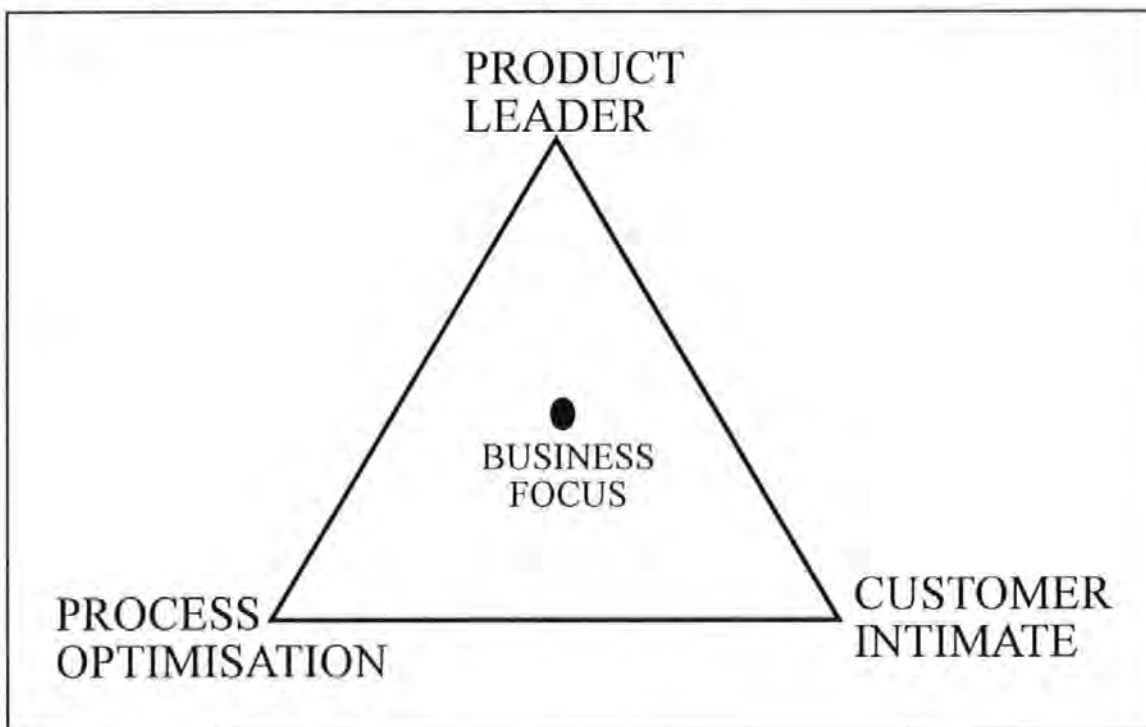 PRODUCT
LEADER
BUSINESS
FOCUS
PROCESS
OPTIMISATION
CUSTOMER
INTIMATE